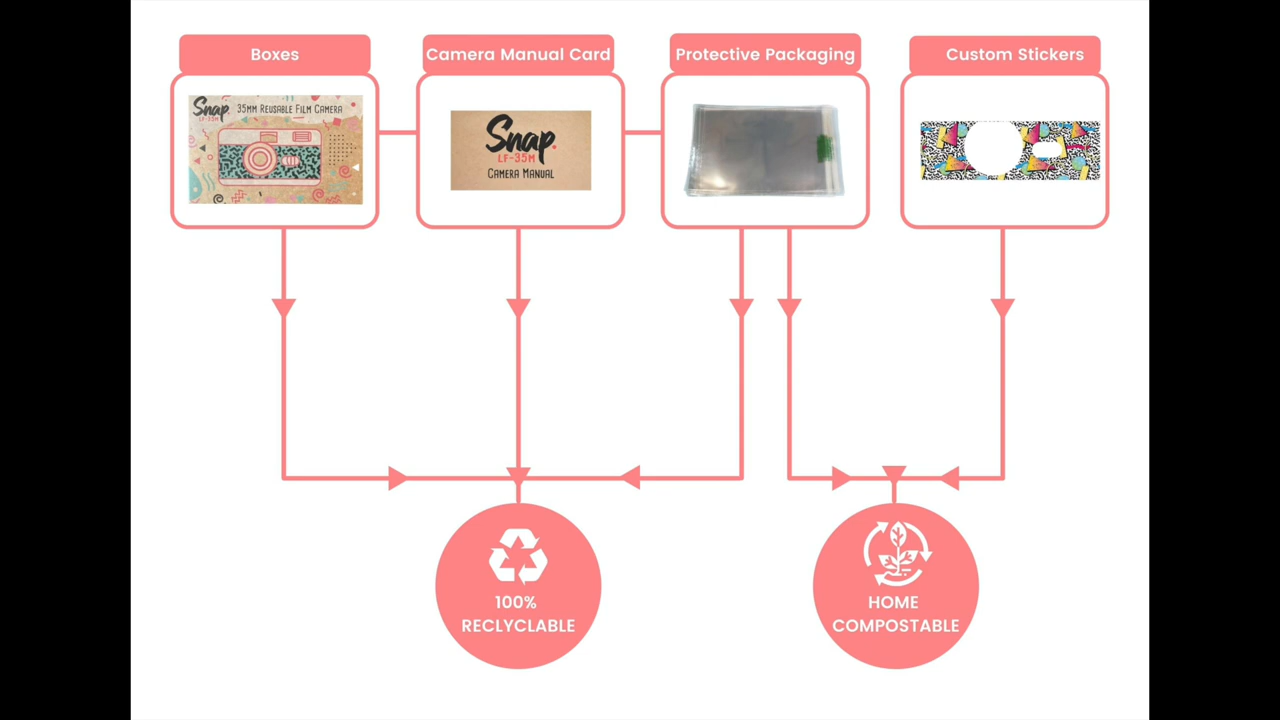 Boxes
Camera Manual Card
Protective Packaging
Custom Stickers
Snap
LF-35M
35mm Reusable Film Camera
Snap.
LF-35M
Camera Manual
100%
RECLYCLABLE
HOME
COMPOSTABLE